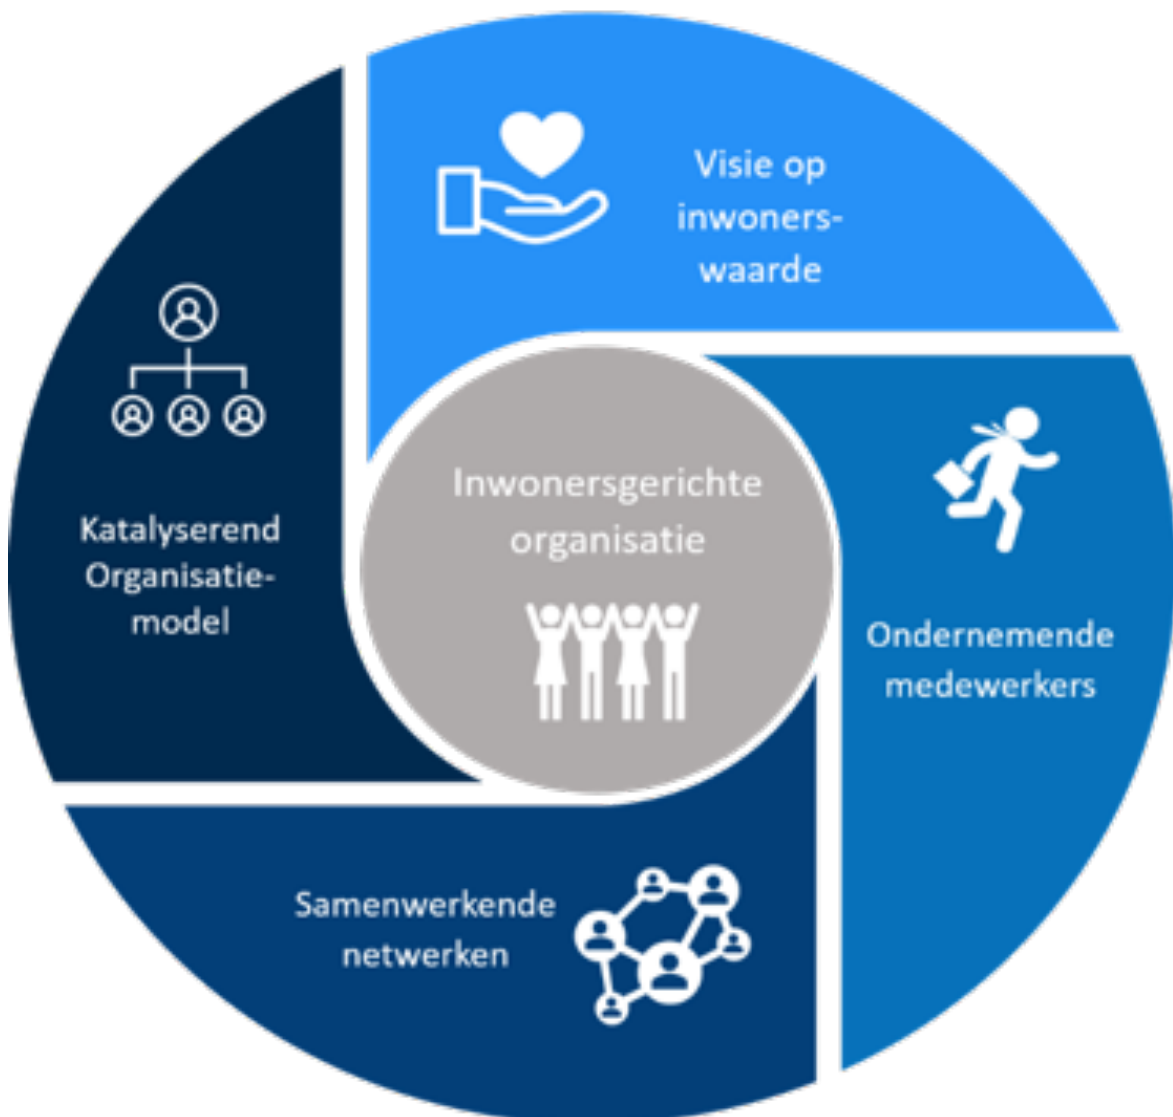 Visie op
inwoners-
waarde
Katalyserend
Organisatie-
model
Inwonersgerichte
organisatie
Ondernemende
medewerkers
Samenwerkende
netwerken